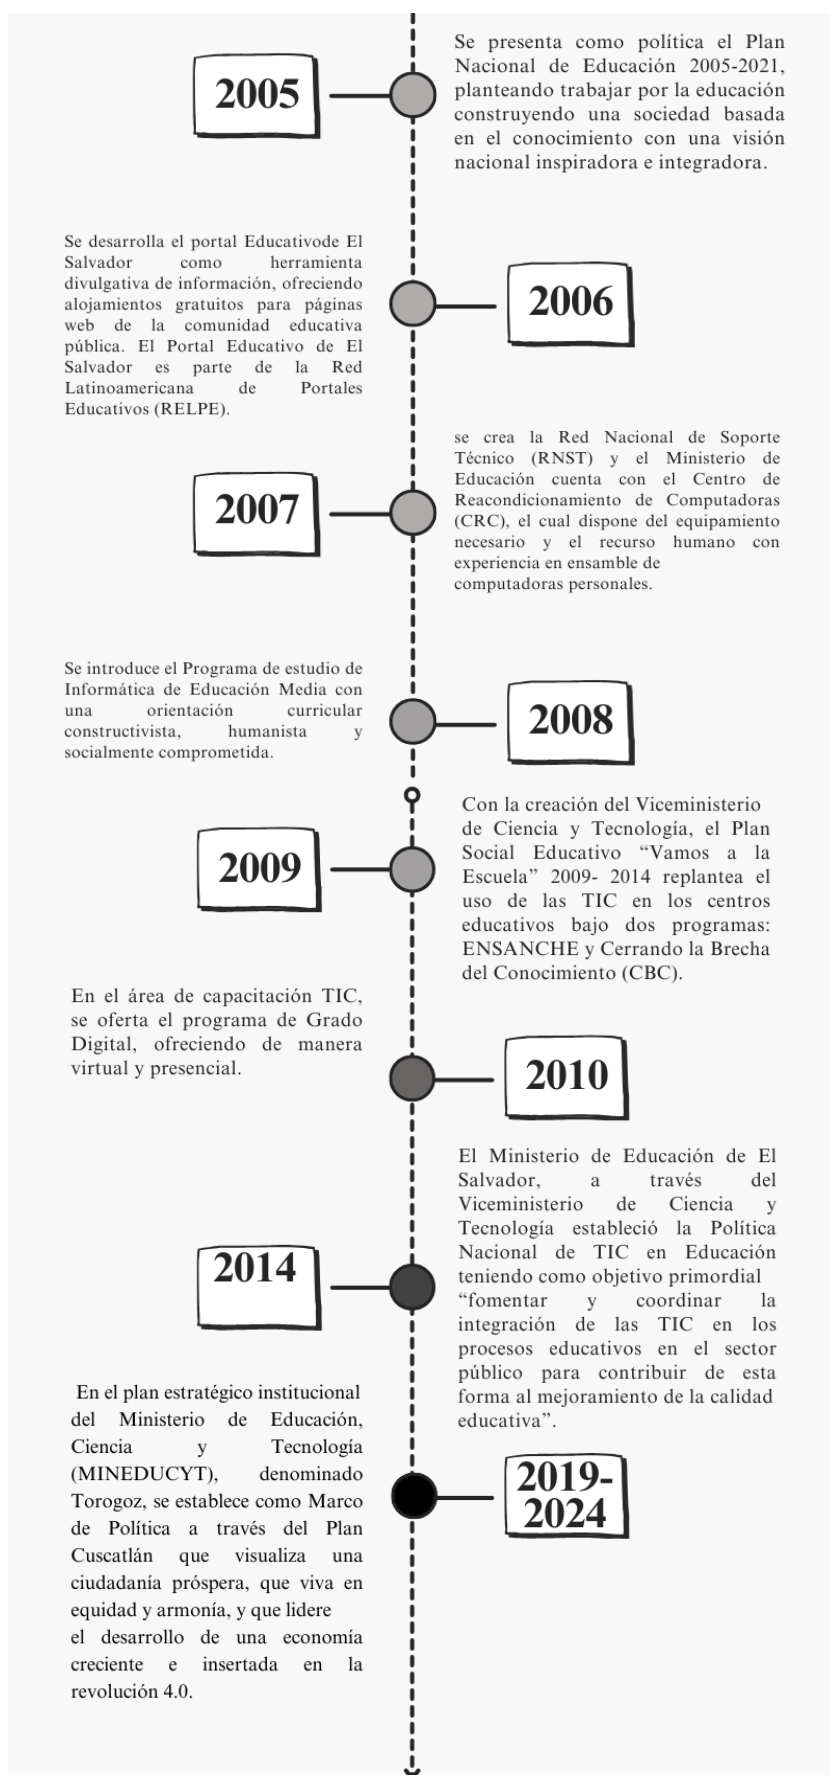 2005
Se presenta como política el Plan
Nacional de Educación 2005-2021,
planteando trabajar por la educación
construyendo una sociedad basada
en el conocimiento con una visión
nacional inspiradora e integradora.
2006
Se desarrolla el portal Educativode El
Salvador como herramienta
divulgativa de información, ofreciendo
alojamientos gratuitos para páginas
web de la comunidad educativa
pública. El Portal Educativo de El
Salvador es parte de la Red
Latinoamericana de Portales
Educativos (RELPE).
2007
se crea la Red Nacional de Soporte
Técnico (RNST) y el Ministerio de
Educación cuenta con el Centro de
Reacondicionamiento de Computadoras
(CRC), el cual dispone del equipamiento
necesario y el recurso humano con
experiencia en ensamble de
computadoras personales.
2008
Se introduce el Programa de estudio de
Informática de Educación Media con
una orientación curricular
constructivista, humanista y
socialmente comprometida.
2009
Con la creación del Viceministerio
de Ciencia y Tecnología, el Plan
Social Educativo “Vamos a la
Escuela” 2009- 2014 replantea el
uso de las TIC en los centros
educativos bajo dos programas:
ENSANCHE y Cerrando la Brecha
del Conocimiento (CBC).
2010
En el área de capacitación TIC,
se oferta el programa de Grado
Digital, ofreciendo de manera
virtual y presencial.
2014
El Ministerio de Educación de El
Salvador, a través del
Viceministerio de Ciencia y
Tecnología estableció la Política
Nacional de TIC en Educación
teniendo como objetivo primordial
“fomentar y coordinar la
integración de las TIC en los
procesos educativos en el sector
público para contribuir de esta
forma al mejoramiento de la calidad
educativa”.
2019-
2024
En el plan estratégico institucional
del Ministerio de Educación,
Ciencia y Tecnología
(MINEDUCYT), denominado
Torogoz, se establece como Marco
de Política a través del Plan
Cuscatlán que visualiza una
ciudadanía próspera, que viva en
equidad y armonía, y que lidere
el desarrollo de una economía
creciente e insertada en la
revolución 4.0.